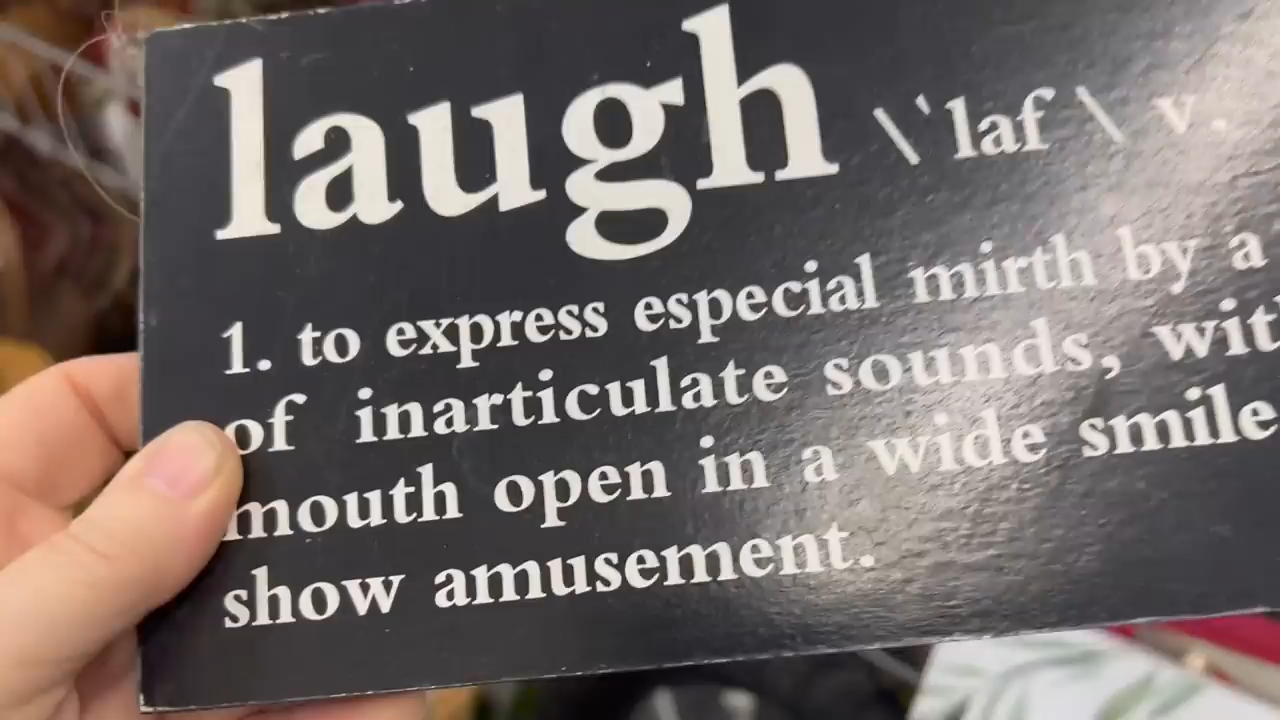 laugh \'laf \ v.
1. to express especial mirth by a
of inarticulate sounds,
mouth open in a wide smile
show amusement.